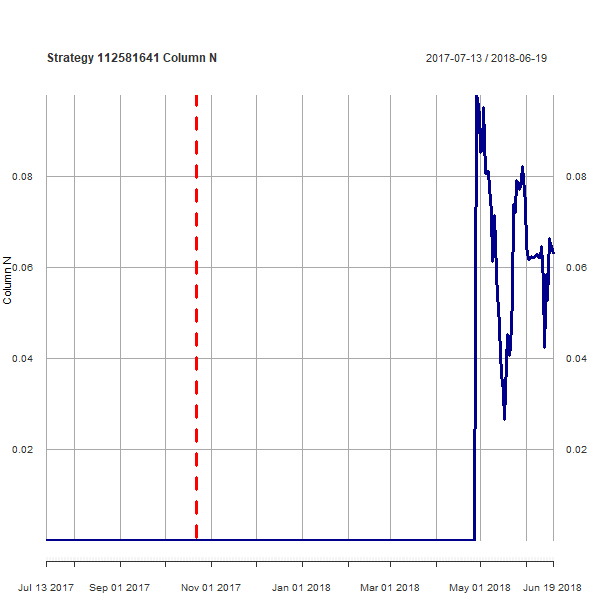 Strategy 112581641 Column N 2017-07-13 / 2018-06-19
0.08 0.08
0.06 0.06
Column N
0.04 0.04
0.02 0.02
Jul 13 2017 Sep 01 2017 Nov 01 2017 Jan 01 2018 Mar 01 2018 May 01 2018 Jun 19 2018